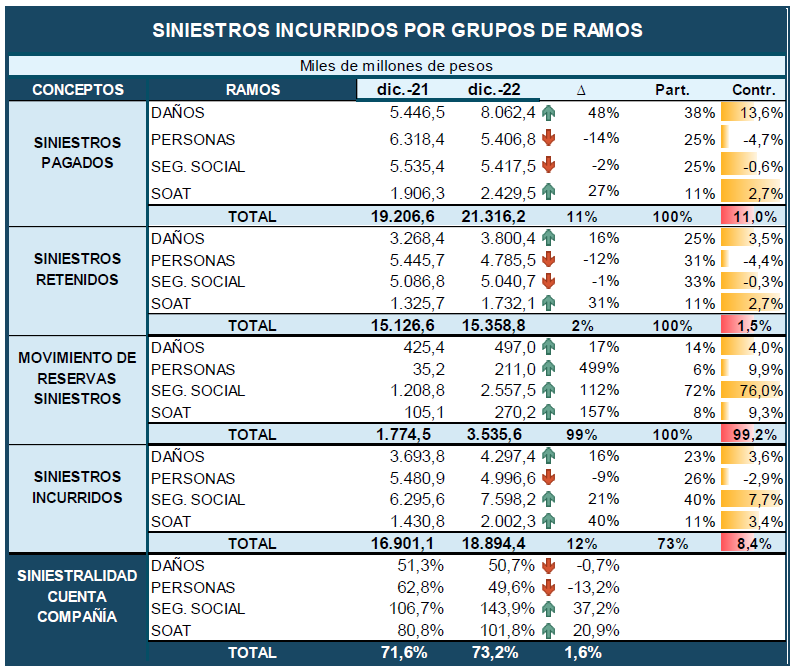 SINIESTROS INCURRIDOS POR GRUPOS DE RAMOS
Miles de millones de pesos
CONCEPTOS RAMOS dic.-21 dic.-22 Δ Part. Contr.
SINIESTROS PAGADOS
DAÑOS 5.446,5 8.062,4 48% 38% 13,6%
PERSONAS 6.318,4 5.406,8 -14% 25% -4,7%
SEG. SOCIAL 5.535,4 5.417,5 -2% 25% -0,6%
SOAT 1.906,3 2.429,5 27% 11% 2,7%
TOTAL 19.206,6 21.316,2 11% 100% 11,0%
SINIESTROS RETENIDOS
DAÑOS 3.268,4 3.800,4 16% 25% 3,5%
PERSONAS 5.445,7 4.785,5 -12% 31% -4,4%
SEG. SOCIAL 5.086,8 5.040,7 -1% 33% -0,3%
SOAT 1.325,7 1.732,1 31% 11% 2,7%
TOTAL 15.126,6 15.358,8 2% 100% 1,5%
MOVIMIENTO DE RESERVAS SINIESTROS
DAÑOS 425,4 497,0 17% 14% 4,0%
PERSONAS 35,2 211,0 499% 6% 9,9%
SEG. SOCIAL 1.208,8 2.557,5 112% 72% 76,0%
SOAT 105,1 270,2 157% 8% 9,3%
TOTAL 1.774,5 3.535,6 99% 100% 99,2%
SINIESTROS INCURRIDOS
DAÑOS 3.693,8 4.297,4 16% 23% 3,6%
PERSONAS 5.480,9 4.996,6 -9% 26% -2,9%
SEG. SOCIAL 6.295,6 7.598,2 21% 40% 7,7%
SOAT 1.430,8 2.002,3 40% 11% 3,4%
TOTAL 16.901,1 18.894,4 12% 73% 8,4%
SINIESTRALIDAD CUENTA COMPAÑÍA
DAÑOS 51,3% 50,7% -0,7%
PERSONAS 62,8% 49,6% -13,2%
SEG. SOCIAL 106,7% 143,9% 37,2%
SOAT 80,8% 101,8% 20,9%
TOTAL 71,6% 73,2% 1,6%